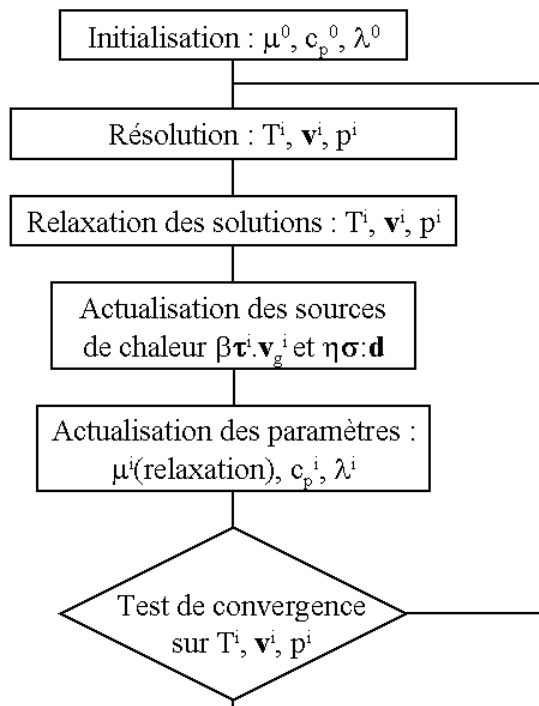 Initialisation : μ⁰, cₚ⁰, λ⁰
Résolution : Tⁱ, vⁱ, pⁱ
Relaxation des solutions : Tⁱ, vⁱ, pⁱ
Actualisation des sources
de chaleur βτⁱ.v_gⁱ et ησ:d
Actualisation des paramètres :
μⁱ(relaxation), cₚⁱ, λⁱ
Test de convergence
sur Tⁱ, vⁱ, pⁱ